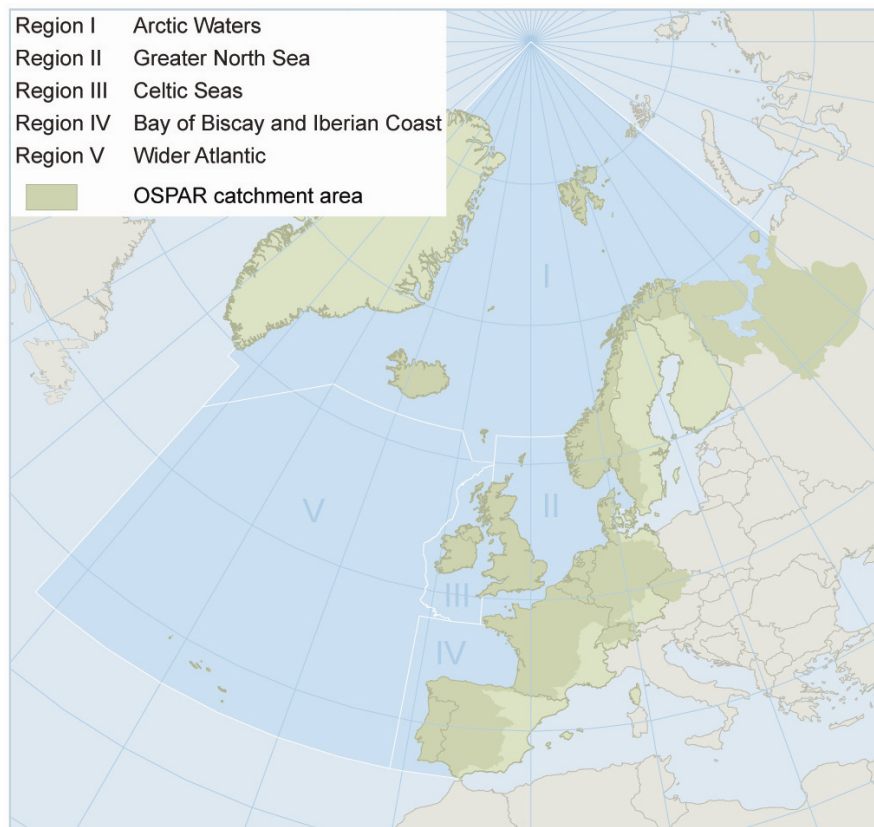 Region I Arctic Waters
Region II Greater North Sea
Region III Celtic Seas
Region IV Bay of Biscay and Iberian Coast
Region V Wider Atlantic
OSPAR catchment area
I
V
II
III
IV